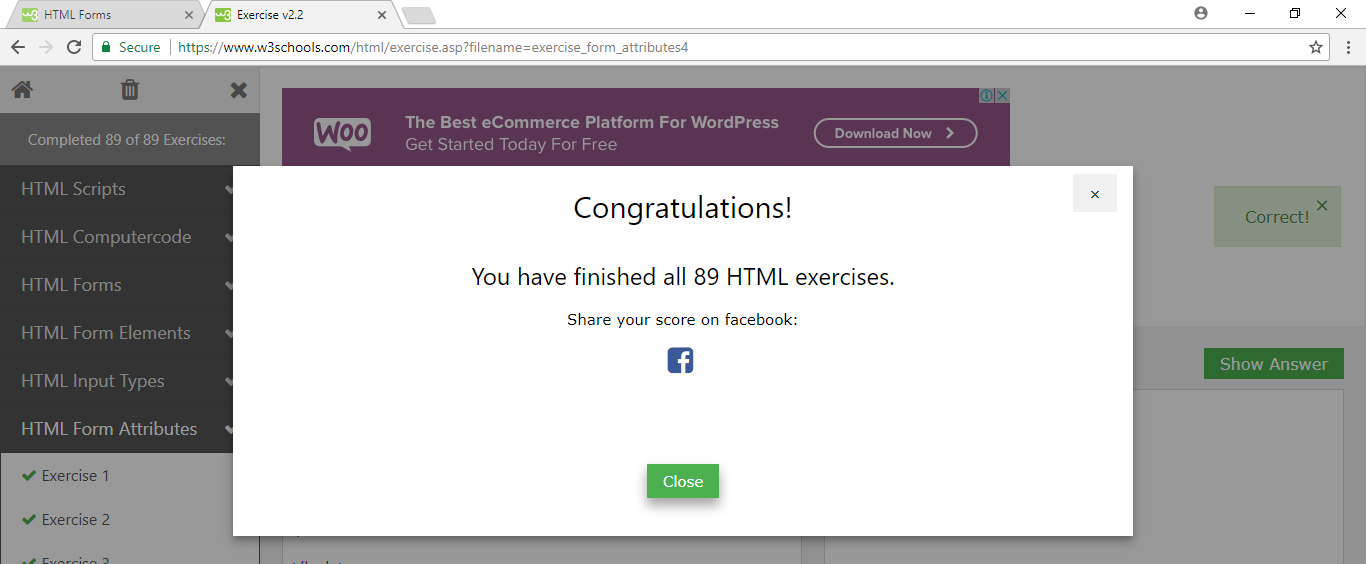 HTML Forms
Exercise v2.2
Secure
https://www.w3schools.com/html/exercise.asp?filename=exercise_form_attributes4
Completed 89 of 89 Exercises:
WOO
The Best eCommerce Platform For WordPress
Get Started Today For Free
Download Now
HTML Scripts
HTML Computercode
HTML Forms
HTML Form Elements
HTML Input Types
HTML Form Attributes
Exercise 1
Exercise 2
Exercise 3
Congratulations!
×
You have finished all 89 HTML exercises.
Share your score on facebook:
Close
Correct!
×
Show Answer